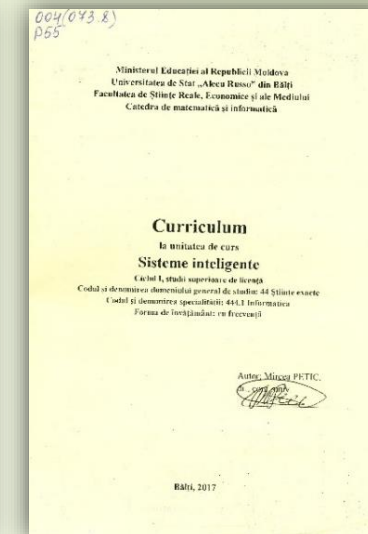 004(073.8)
P55
Ministerul Educației al Republicii Moldova
Universitatea de Stat „Alecu Russo” din Bălți
Facultatea de Științe Reale, Economice și ale Mediului
Catedra de matematică și informatică
Curriculum
la unitatea de curs
Sisteme inteligente
Ciclul I, studii superioare de licență
Codul și denumirea domeniului general de studiu: 44 Științe exacte
Codul și denumirea specialității: 444.1 Informatica
Forma de învățământ: cu frecvență
Autor: Mircea PETIC,
Bălți, 2017